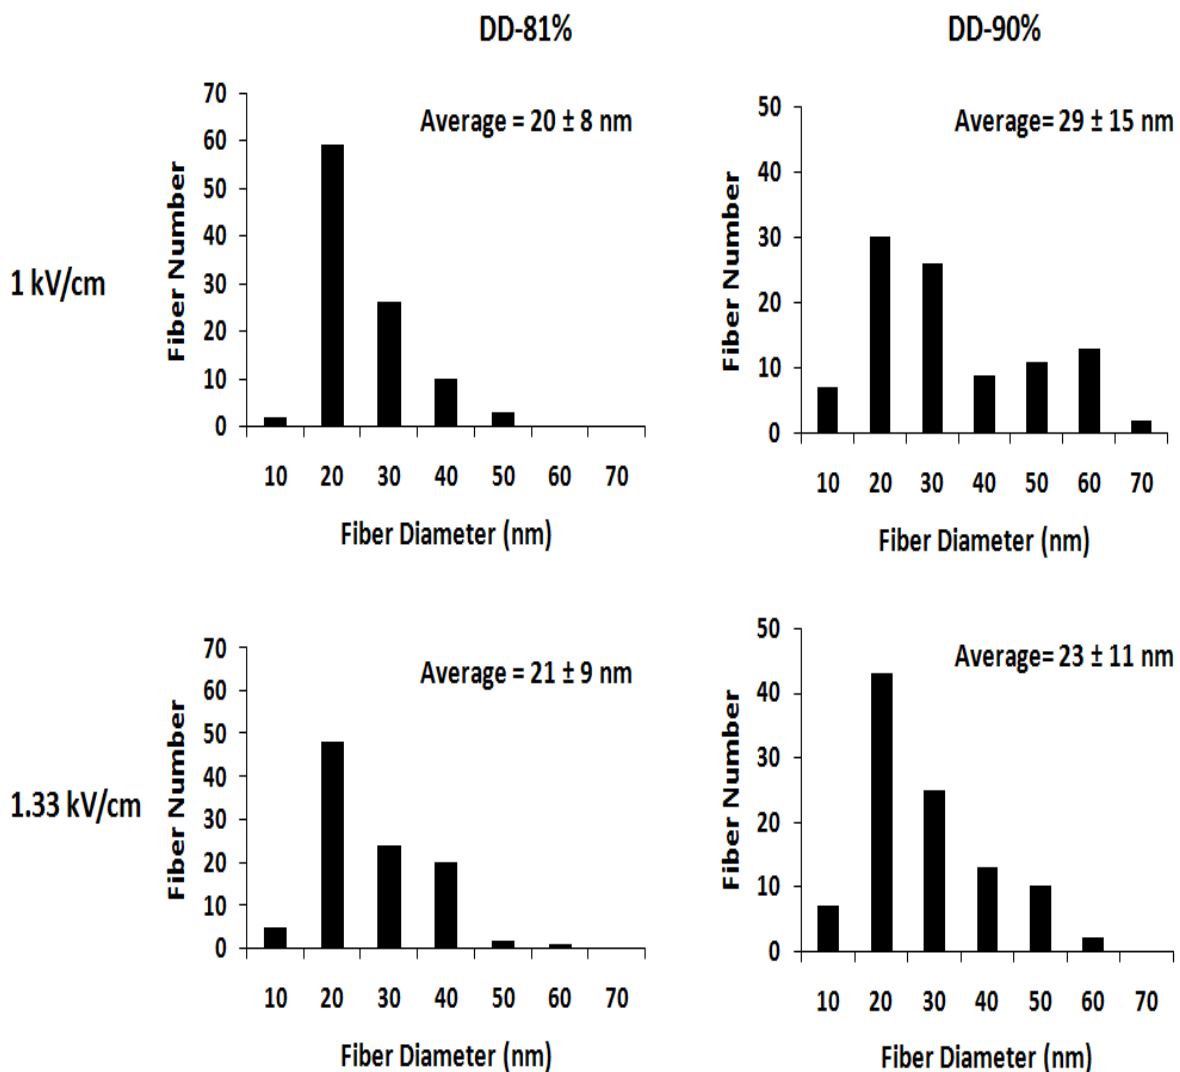 DD-81%
DD-90%
1 kV/cm
Fiber Number
70
60
50
40
30
20
10
0
Average = 20 ± 8 nm
10 20 30 40 50 60 70
Fiber Diameter (nm)
Fiber Number
50
40
30
20
10
0
Average= 29 ± 15 nm
10 20 30 40 50 60 70
Fiber Diameter (nm)
1.33 kV/cm
Fiber Number
70
60
50
40
30
20
10
0
Average = 21 ± 9 nm
10 20 30 40 50 60 70
Fiber Diameter (nm)
Fiber Number
50
40
30
20
10
0
Average= 23 ± 11 nm
10 20 30 40 50 60 70
Fiber Diameter (nm)